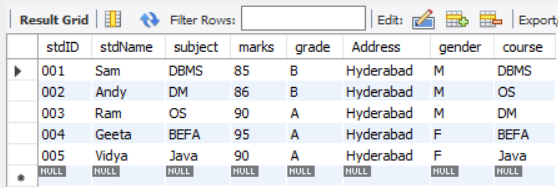 Result Grid Filter Rows: Edit: Export/
stdID stdName subject marks grade Address gender course
001 Sam DBMS 85 B Hyderabad M DBMS
002 Andy DM 86 B Hyderabad M OS
003 Ram OS 90 A Hyderabad M DM
004 Geeta BEFA 95 A Hyderabad F BEFA
005 Vidya Java 90 A Hyderabad F Java
NULL NULL NULL NULL NULL NULL NULL NULL